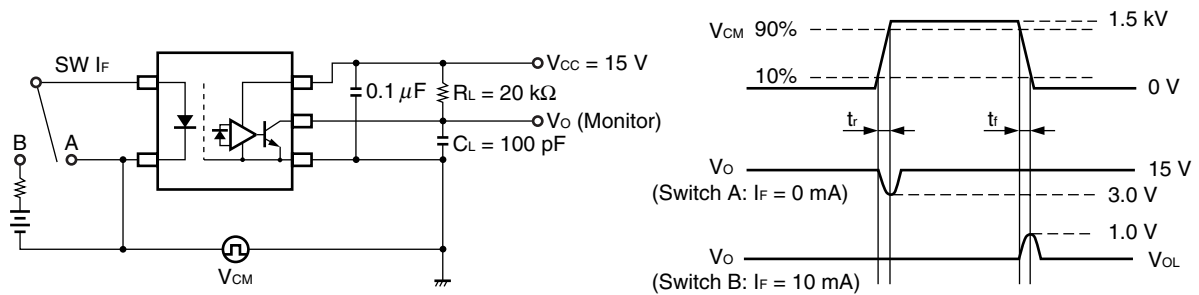 SW IF
B
A
VCC = 15 V
0.1 μF
RL = 20 kΩ
VO (Monitor)
CL = 100 pF
VCM
VCM 90%
10%
1.5 kV
0 V
tr
tf
VO
(Switch A: IF = 0 mA)
15 V
3.0 V
1.0 V
VO
(Switch B: IF = 10 mA)
VOL